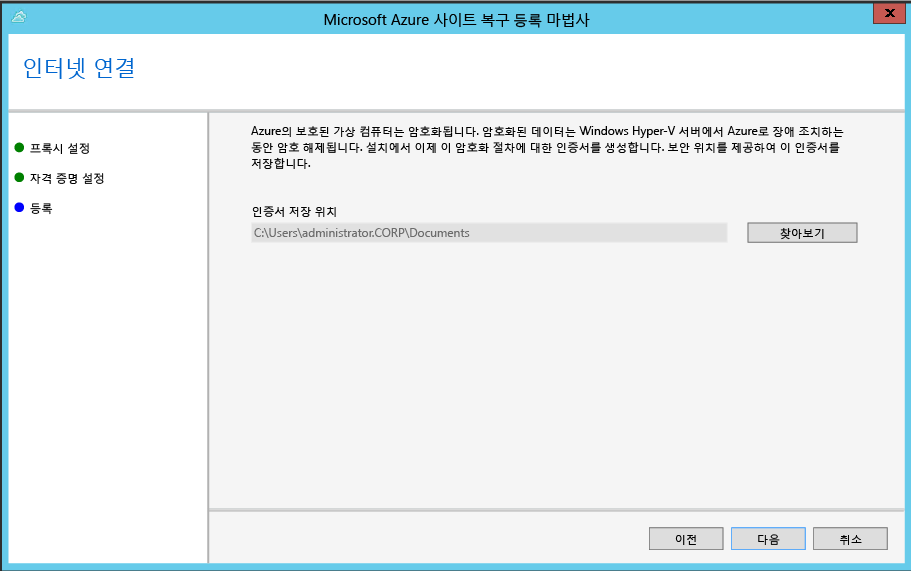 Microsoft Azure 사이트 복구 등록 마법사
인터넷 연결
프록시 설정
자격 증명 설정
등록
Azure의 보호된 가상 컴퓨터는 암호화됩니다. 암호화된 데이터는 Windows Hyper-V 서버에서 Azure로 장애 조치하는
동안 암호 해제됩니다. 설치에서 이제 이 암호화 절차에 대한 인증서를 생성합니다. 보안 위치를 제공하여 이 인증서를
저장합니다.
인증서 저장 위치
C:\Users\administrator.CORP\Documents
찾아보기
이전
다음
취소